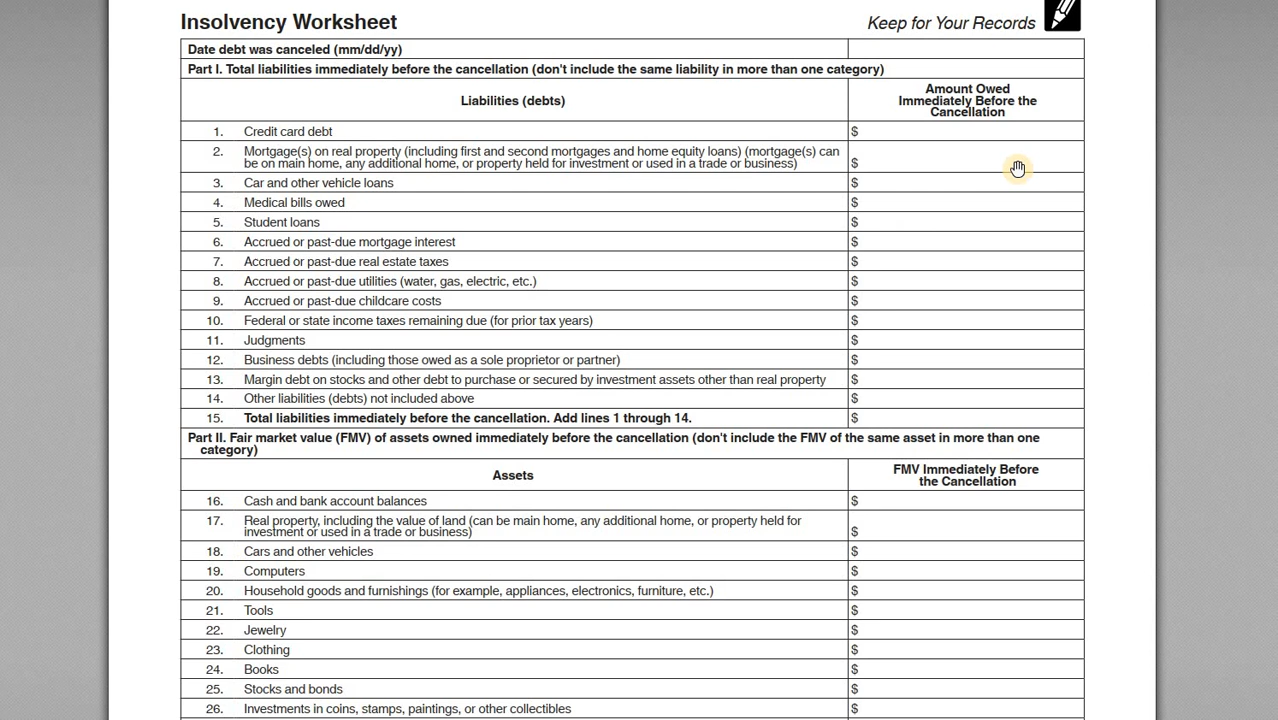 Insolvency Worksheet
Keep for Your Records
Date debt was canceled (mm/dd/yy)
Part I. Total liabilities immediately before the cancellation (don't include the same liability in more than one category)
Liabilities (debts)
Amount Owed
Immediately Before the
Cancellation
1. Credit card debt $
2. Mortgage(s) on real property (including first and second mortgages and home equity loans) (mortgage(s) can
be on main home, any additional home, or property held for investment or used in a trade or business) $
3. Car and other vehicle loans $
4. Medical bills owed $
5. Student loans $
6. Accrued or past-due mortgage interest $
7. Accrued or past-due real estate taxes $
8. Accrued or past-due utilities (water, gas, electric, etc.) $
9. Accrued or past-due childcare costs $
10. Federal or state income taxes remaining due (for prior tax years) $
11. Judgments $
12. Business debts (including those owed as a sole proprietor or partner) $
13. Margin debt on stocks and other debt to purchase or secured by investment assets other than real property $
14. Other liabilities (debts) not included above $
15. Total liabilities immediately before the cancellation. Add lines 1 through 14. $
Part II. Fair market value (FMV) of assets owned immediately before the cancellation (don't include the FMV of the same asset in more than one
category)
Assets
FMV Immediately Before
the Cancellation
16. Cash and bank account balances $
17. Real property, including the value of land (can be main home, any additional home, or property held for
investment or used in a trade or business) $
18. Cars and other vehicles $
19. Computers $
20. Household goods and furnishings (for example, appliances, electronics, furniture, etc.) $
21. Tools $
22. Jewelry $
23. Clothing $
24. Books $
25. Stocks and bonds $
26. Investments in coins, stamps, paintings, or other collectibles $